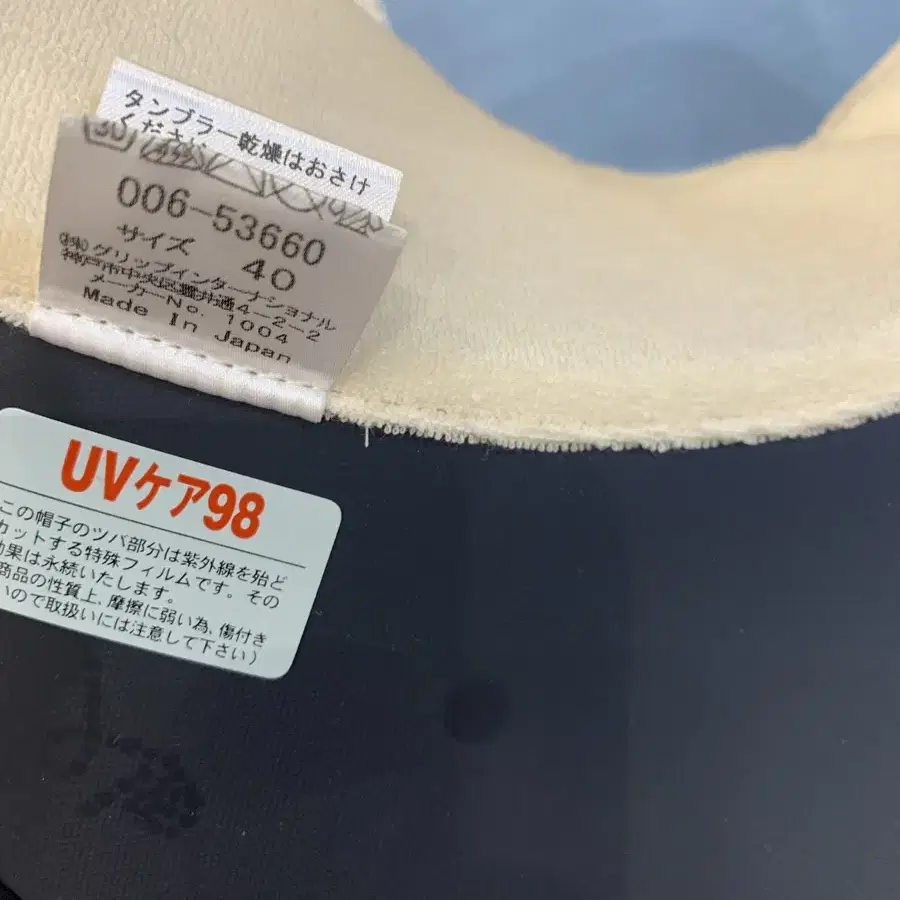 タンブラー乾燥はおさけ
ください
30
006-53660
サイズ 40
㈱グリップインターナショナル
神戸市中央区磯井通4-2-2
メーカーNo. 1004
Made In Japan
UVケア98
この帽子のツバ部分は紫外線を殆ど
カットする特殊フィルムです。その
効果は永続いたします。
商品の性質上、摩擦に弱い為、傷付き
いので取扱いには注意して下さい)